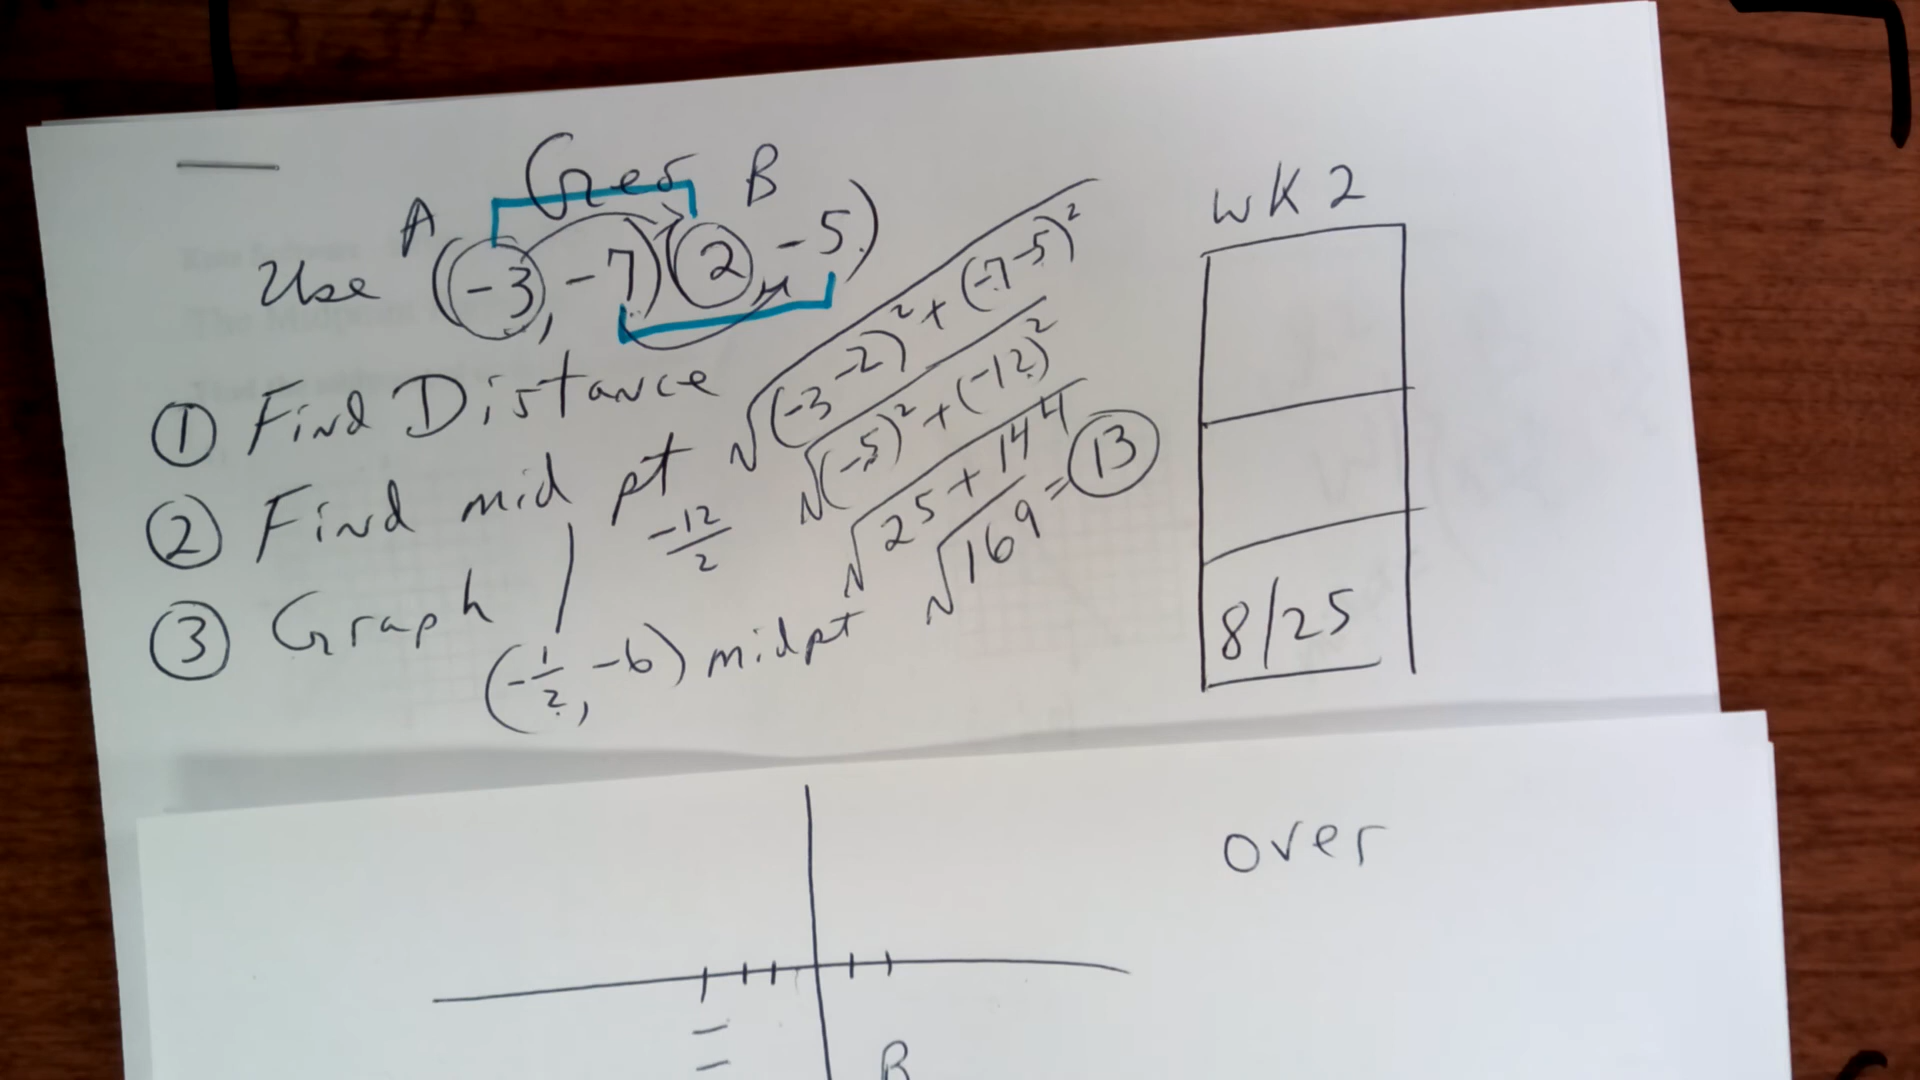 Geo
A B
Use (-3, -7) (2, -5)
① Find Distance
√(-3-2)² + (-7-5)²
② Find mid pt
√(-5)² + (-12)²
-12/2
√25 + 144
√169 = 13
③ Graph
(-1/2, -6) midpt
WK 2
8/25
over
B